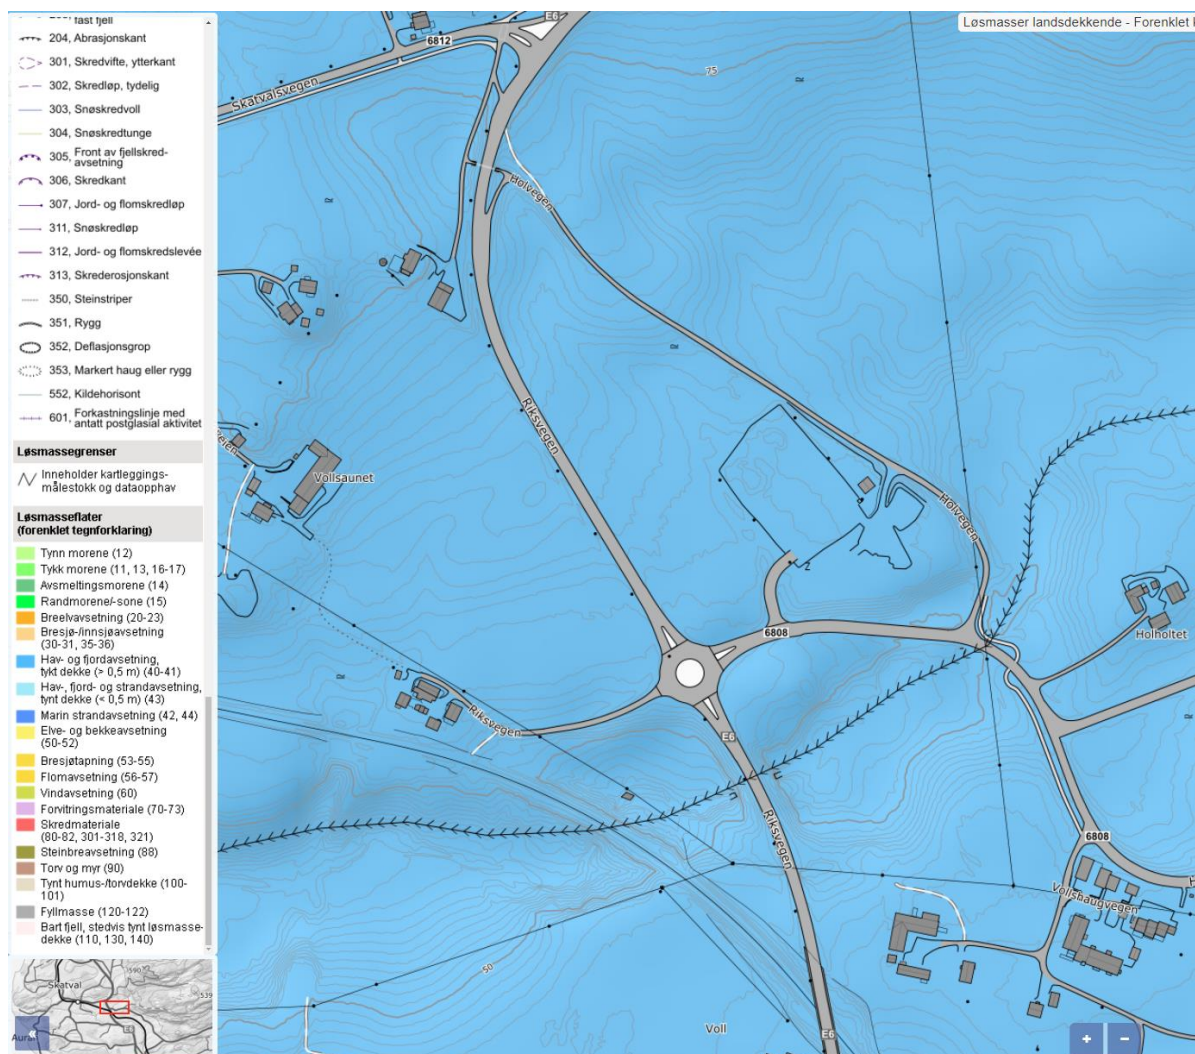 fast fjell
204, Abrasjonskant
301, Skredvifte, ytterkant
302, Skredløp, tydelig
303, Snøskredvoll
304, Snøskredtunge
305, Front av fjellskred-
avsetning
306, Skredkant
307, Jord- og flomskredløp
311, Snøskredløp
312, Jord- og flomskredslevée
313, Skrederosjonskant
350, Steinstriper
351, Rygg
352, Deflasjonsgrop
353, Markert haug eller rygg
552, Kildehorisont
601, Forkastningslinje med
antatt postglasial aktivitet
Løsmassegrenser
Inneholder kartleggings-
målestokk og dataopphav
Løsmasseflater
(forenklet tegnforklaring)
Tynn morene (12)
Tykk morene (11, 13, 16-17)
Avsmeltingsmorene (14)
Randmorene/-sone (15)
Breelvavsetning (20-23)
Bresjø-/innsjøavsetning
(30-31, 35-36)
Hav- og fjordavsetning,
tykt dekke (> 0,5 m) (40-41)
Hav-, fjord- og strandavsetning,
tynt dekke (< 0,5 m) (43)
Marin strandavsetning (42, 44)
Elve- og bekkeavsetning
(50-52)
Bresjøtapning (53-55)
Flomavsetning (56-57)
Vindavsetning (60)
Forvitringsmateriale (70-73)
Skredmateriale
(80-82, 301-318, 321)
Steinbreavsetning (88)
Torv og myr (90)
Tynt humus-/torvdekke (100-
101)
Fyllmasse (120-122)
Bart fjell, stedvis tynt løsmasse-
dekke (110, 130, 140)
Skatval
E6
«
Løsmasser landsdekkende - Forenklet
E6
6812
Skatvalsvegen
75
Holvegen
Riksvegen
Vollsaunet
Holvegen
6808
Holholtet
Riksvegen
E6
Riksvegen
6808
Vollshaugvegen
50
Voll
E6
+
−